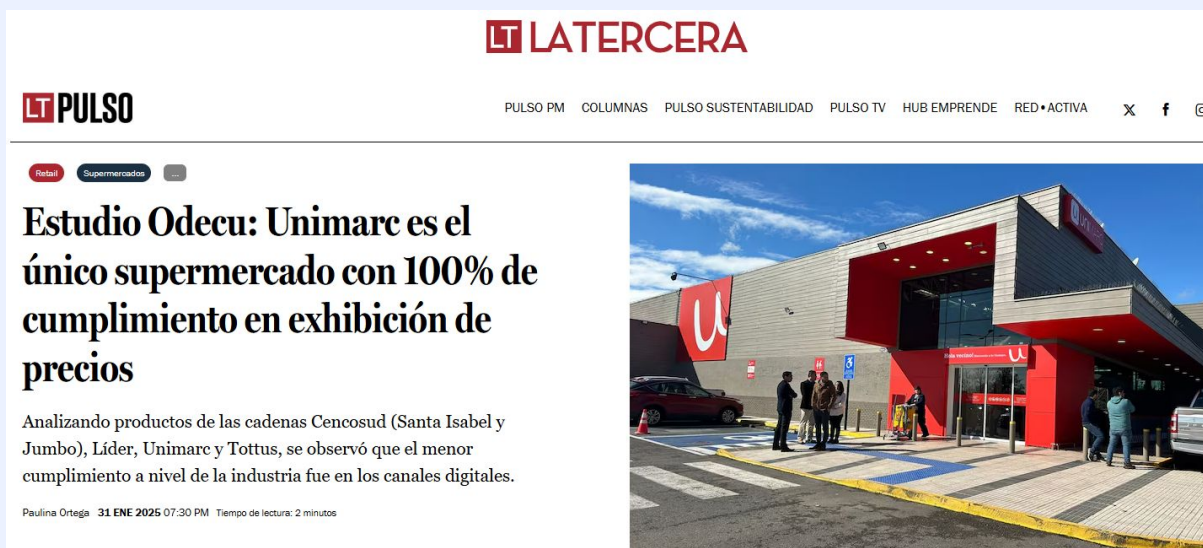 LT LATERCERA
LT PULSO
PULSO PM COLUMNAS PULSO SUSTENTABILIDAD PULSO TV HUB EMPRENDE RED•ACTIVA
Retail Supermercados ...
Estudio Odecu: Unimarc es el
único supermercado con 100% de
cumplimiento en exhibición de
precios
Analizando productos de las cadenas Cencosud (Santa Isabel y
Jumbo), Líder, Unimarc y Tottus, se observó que el menor
cumplimiento a nivel de la industria fue en los canales digitales.
Paulina Ortega 31 ENE 2025 07:30 PM Tiempo de lectura: 2 minutos